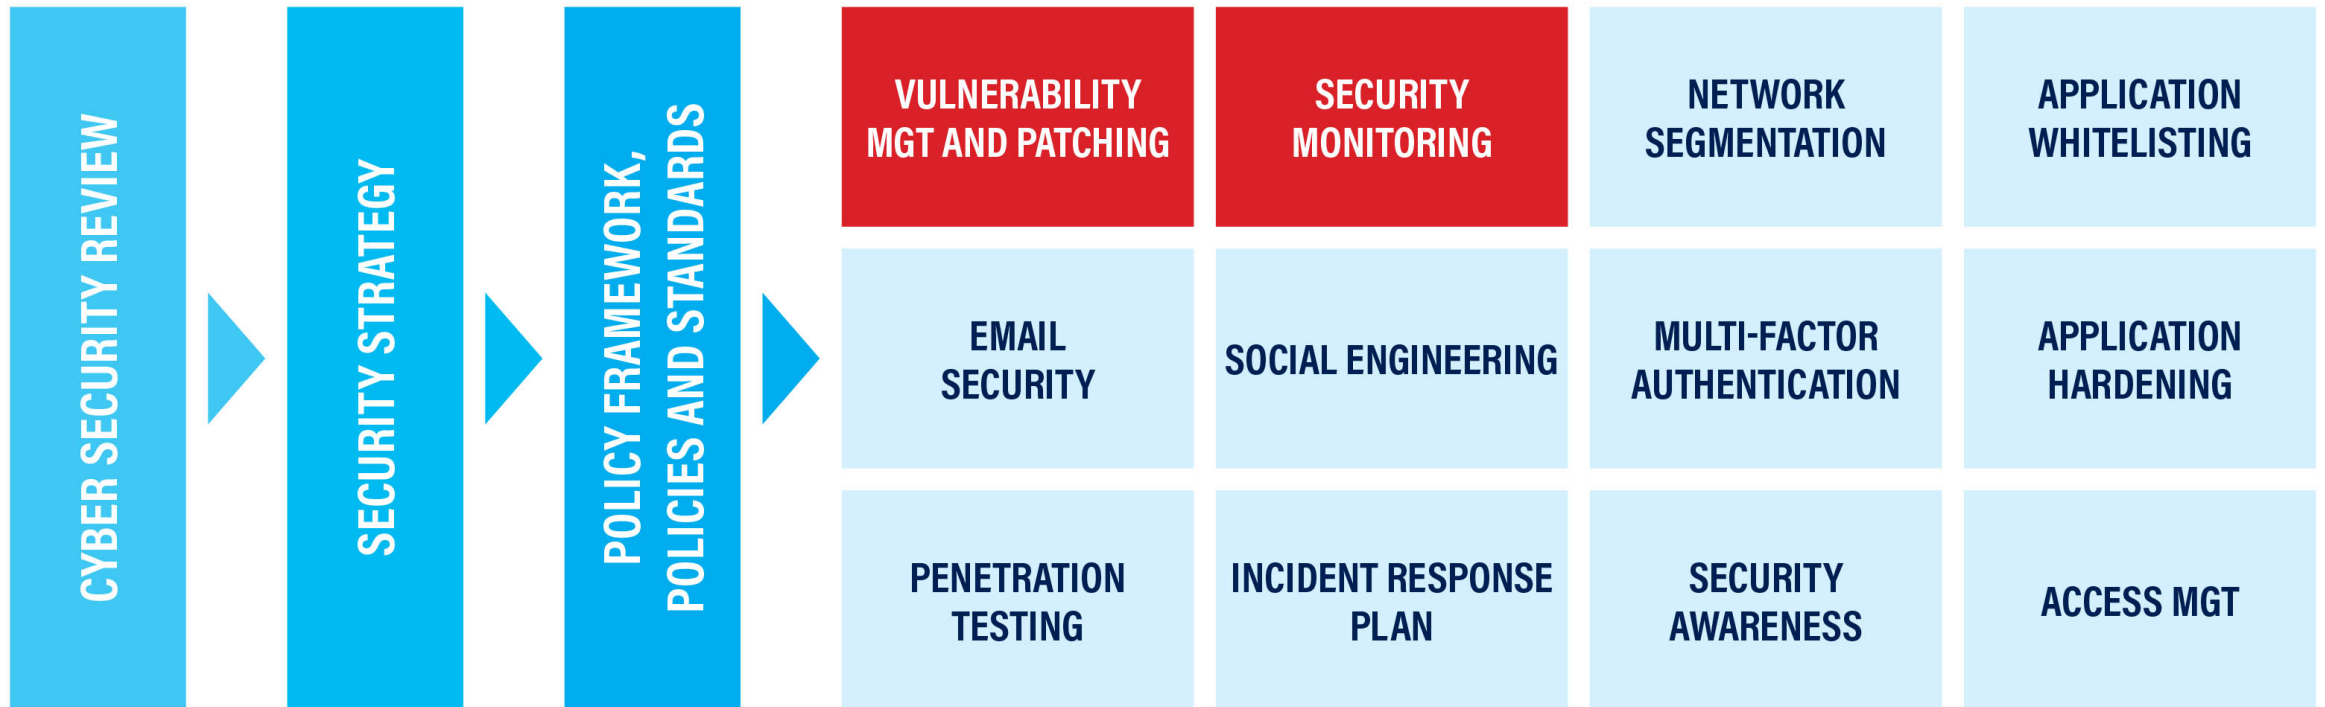 CYBER SECURITY REVIEW
SECURITY STRATEGY
POLICY FRAMEWORK,
POLICIES AND STANDARDS
VULNERABILITY
MGT AND PATCHING
SECURITY
MONITORING
NETWORK
SEGMENTATION
APPLICATION
WHITELISTING
EMAIL
SECURITY
SOCIAL ENGINEERING
MULTI-FACTOR
AUTHENTICATION
APPLICATION
HARDENING
PENETRATION
TESTING
INCIDENT RESPONSE
PLAN
SECURITY
AWARENESS
ACCESS MGT